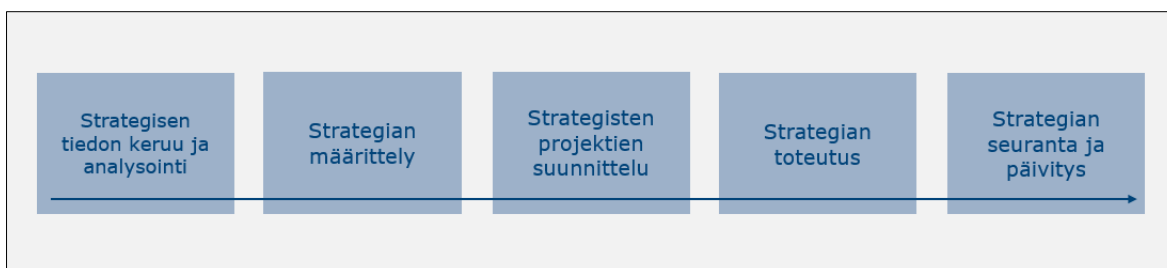 Strategisen
tiedon keruu ja
analysointi
Strategian
määrittely
Strategisten
projektien
suunnittelu
Strategian
toteutus
Strategian
seuranta ja
päivitys